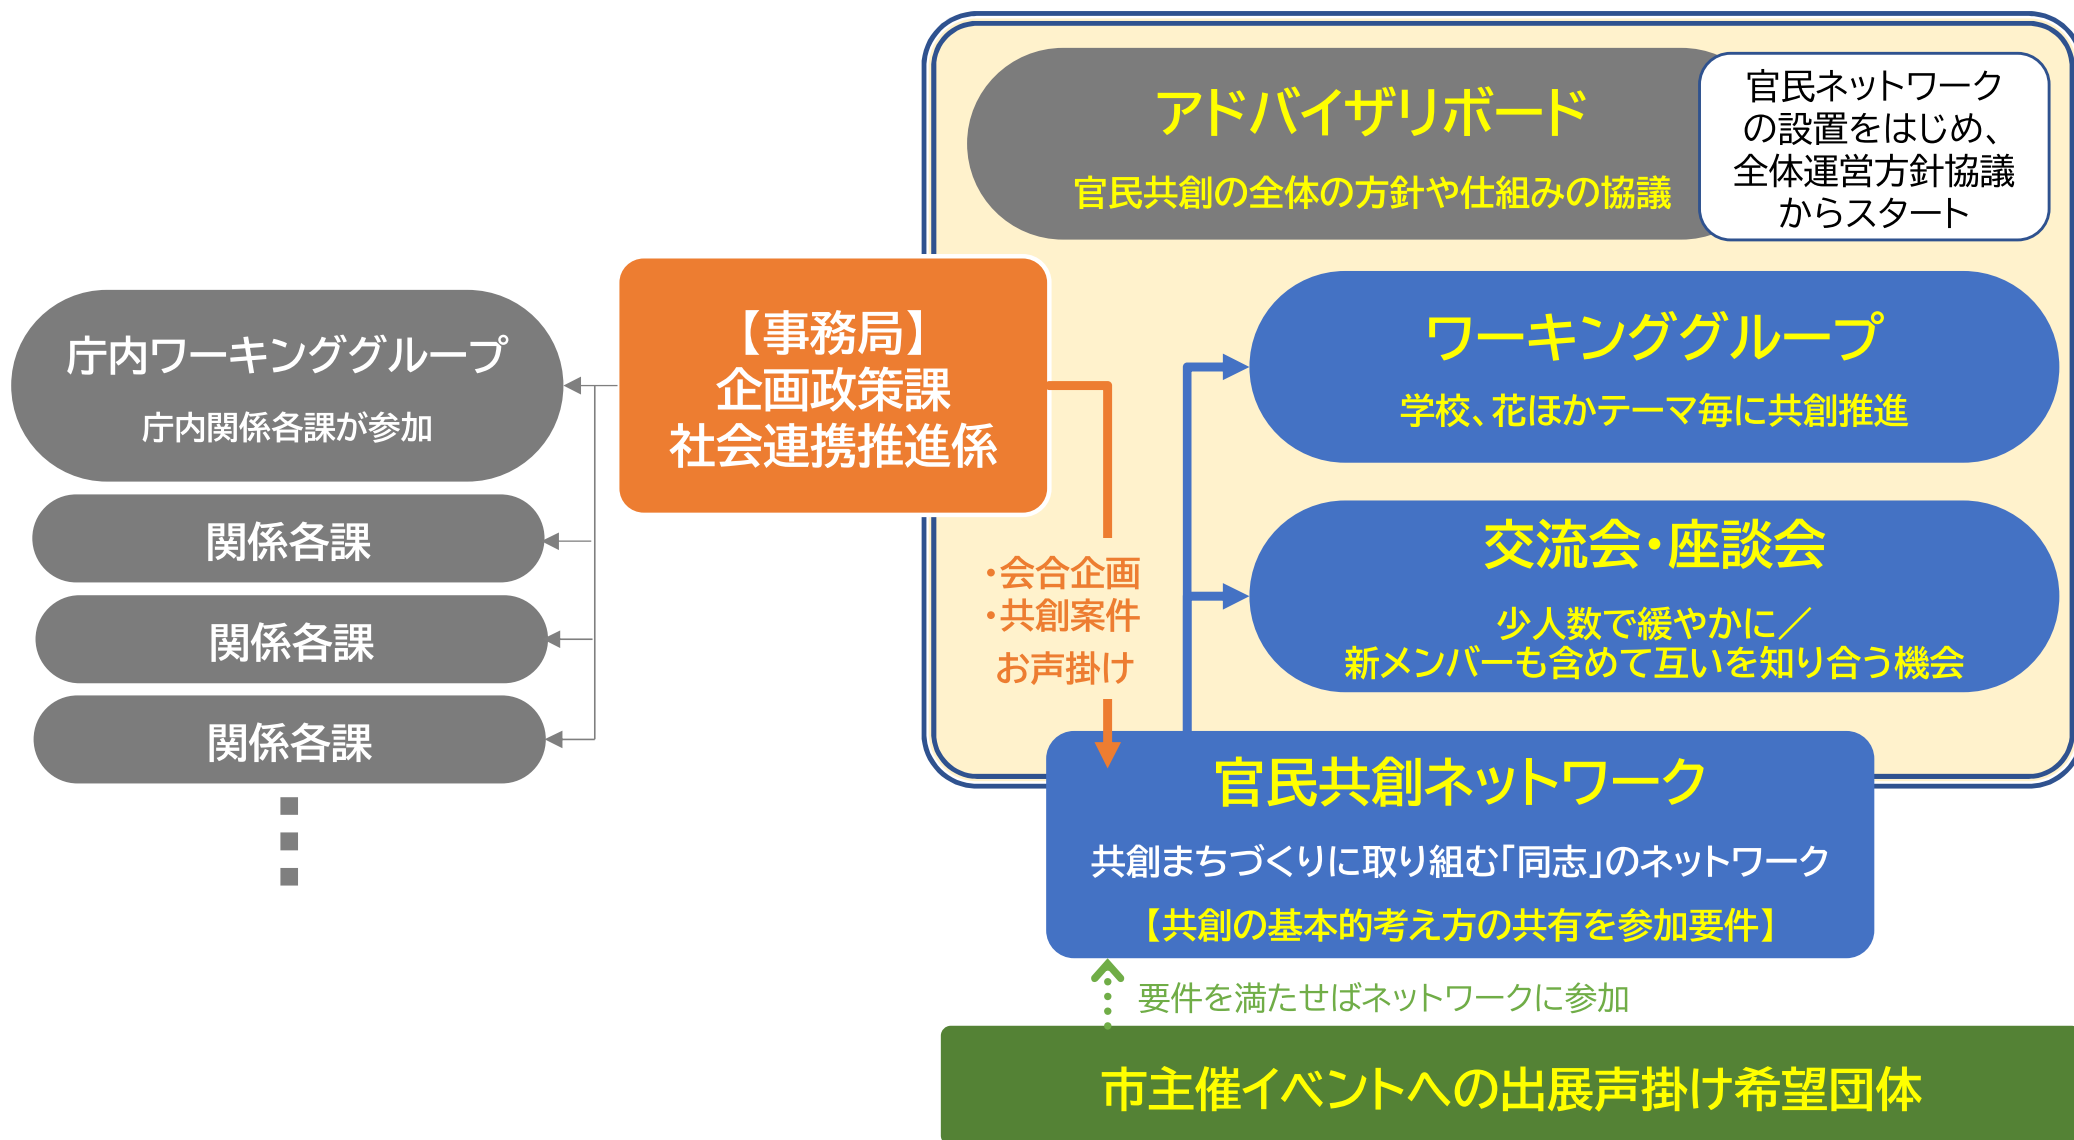 アドバイザリボード
官民共創の全体の方針や仕組みの協議
官民ネットワーク
の設置をはじめ、
全体運営方針協議
からスタート
【事務局】
企画政策課
社会連携推進係
庁内ワーキンググループ
庁内関係各課が参加
関係各課
関係各課
関係各課
ワーキンググループ
学校、花ほかテーマ毎に共創推進
交流会・座談会
少人数で緩やかに／
新メンバーも含めて互いを知り合う機会
・会合企画
・共創案件
お声掛け
官民共創ネットワーク
共創まちづくりに取り組む「同志」のネットワーク
【共創の基本的考え方の共有を参加要件】
要件を満たせばネットワークに参加
市主催イベントへの出展声掛け希望団体